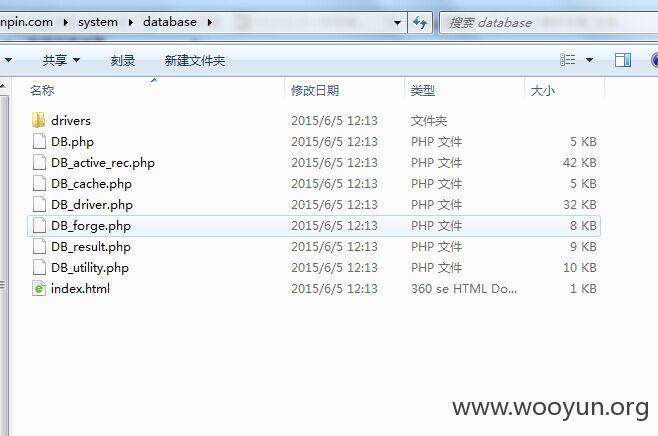 npin.com ▸ system ▸ database ▸ 搜索 database
共享 刻录 新建文件夹
名称 修改日期 类型 大小
drivers 2015/6/5 12:13 文件夹
DB.php 2015/6/5 12:13 PHP 文件 5 KB
DB_active_rec.php 2015/6/5 12:13 PHP 文件 42 KB
DB_cache.php 2015/6/5 12:13 PHP 文件 5 KB
DB_driver.php 2015/6/5 12:13 PHP 文件 32 KB
DB_forge.php 2015/6/5 12:13 PHP 文件 8 KB
DB_result.php 2015/6/5 12:13 PHP 文件 9 KB
DB_utility.php 2015/6/5 12:13 PHP 文件 10 KB
index.html 2015/6/5 12:13 360 se HTML Do... 1 KB
www.wooyun.org